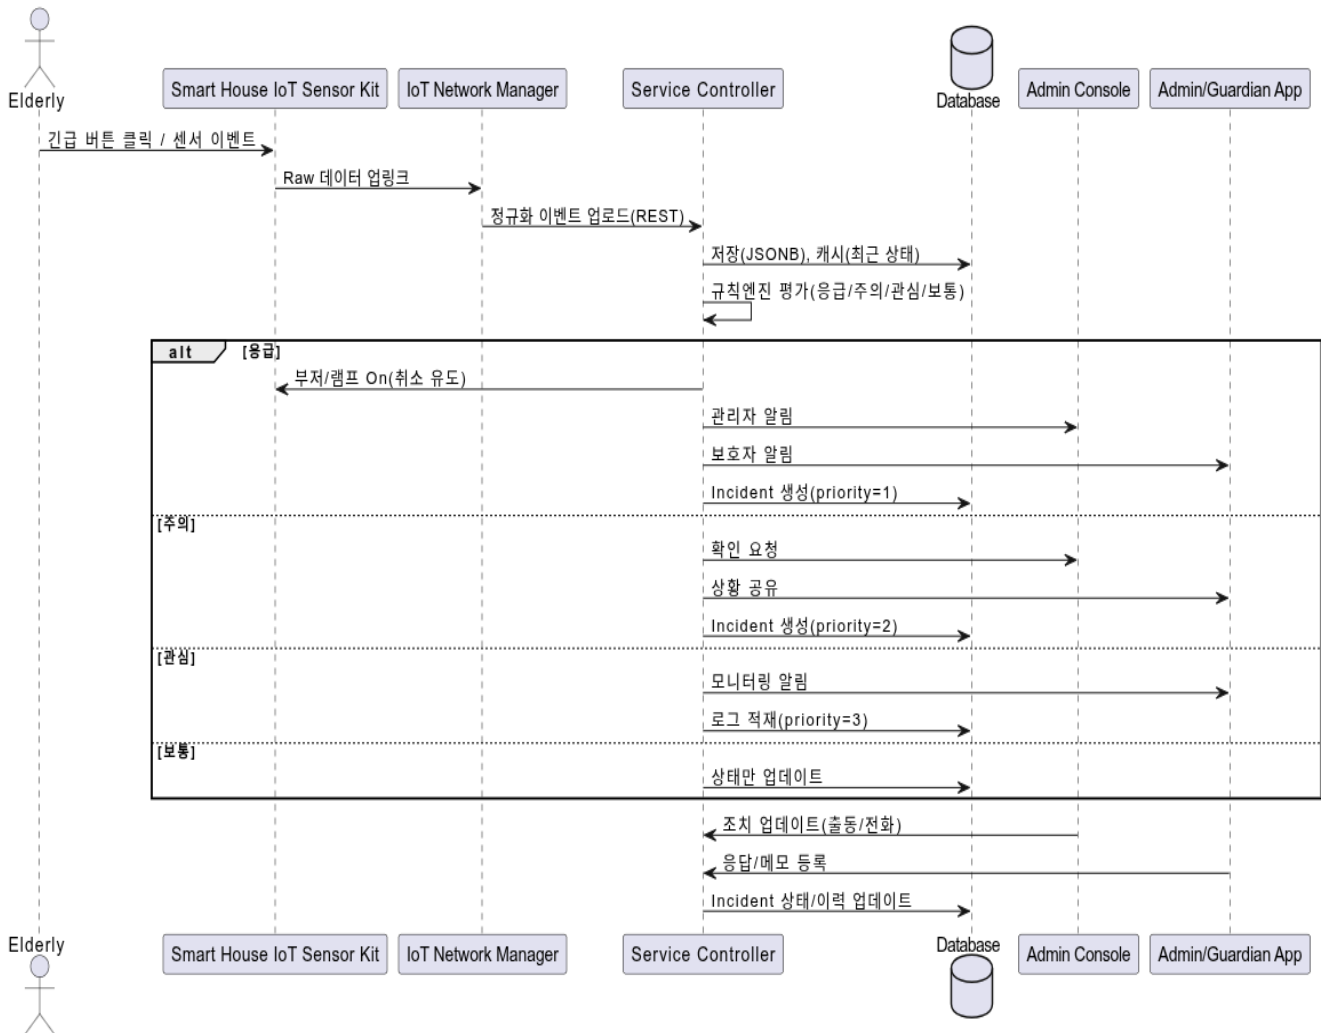 Elderly
Smart House IoT Sensor Kit
IoT Network Manager
Service Controller
Database
Admin Console
Admin/Guardian App
긴급 버튼 클릭 / 센서 이벤트
Raw 데이터 업링크
정규화 이벤트 업로드(REST)
저장(JSONB), 캐시(최근 상태)
규칙엔진 평가(응급/주의/관심/보통)
alt
[응급]
부저/램프 On(취소 유도)
관리자 알림
보호자 알림
Incident 생성(priority=1)
[주의]
확인 요청
상황 공유
Incident 생성(priority=2)
[관심]
모니터링 알림
로그 적재(priority=3)
[보통]
상태만 업데이트
조치 업데이트(출동/전화)
응답/메모 등록
Incident 상태/이력 업데이트
Elderly
Smart House IoT Sensor Kit
IoT Network Manager
Service Controller
Database
Admin Console
Admin/Guardian App